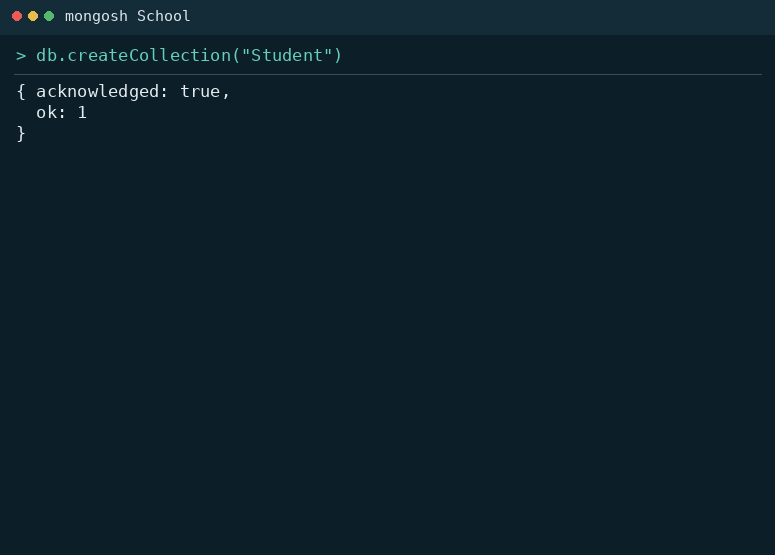 mongosh School
> db.createCollection("Student")
{ acknowledged: true,
  ok: 1
}